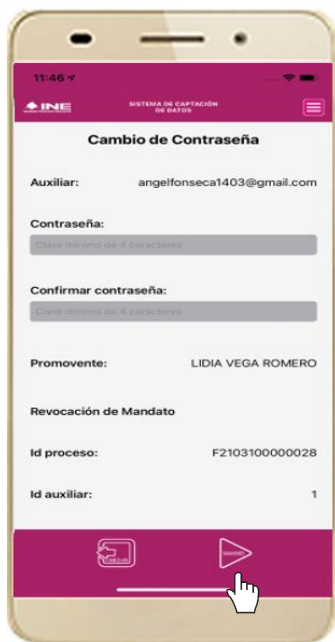 11:46
INE
SISTEMA DE CAPTACIÓN
DE DATOS
Cambio de Contraseña
Auxiliar: angelfonseca1403@gmail.com
Contraseña:
Clave mínimo de 4 caracteres
Confirmar contraseña:
Clave mínimo de 4 caracteres
Promovente: LIDIA VEGA ROMERO
Revocación de Mandato
Id proceso: F2103100000028
Id auxiliar: 1